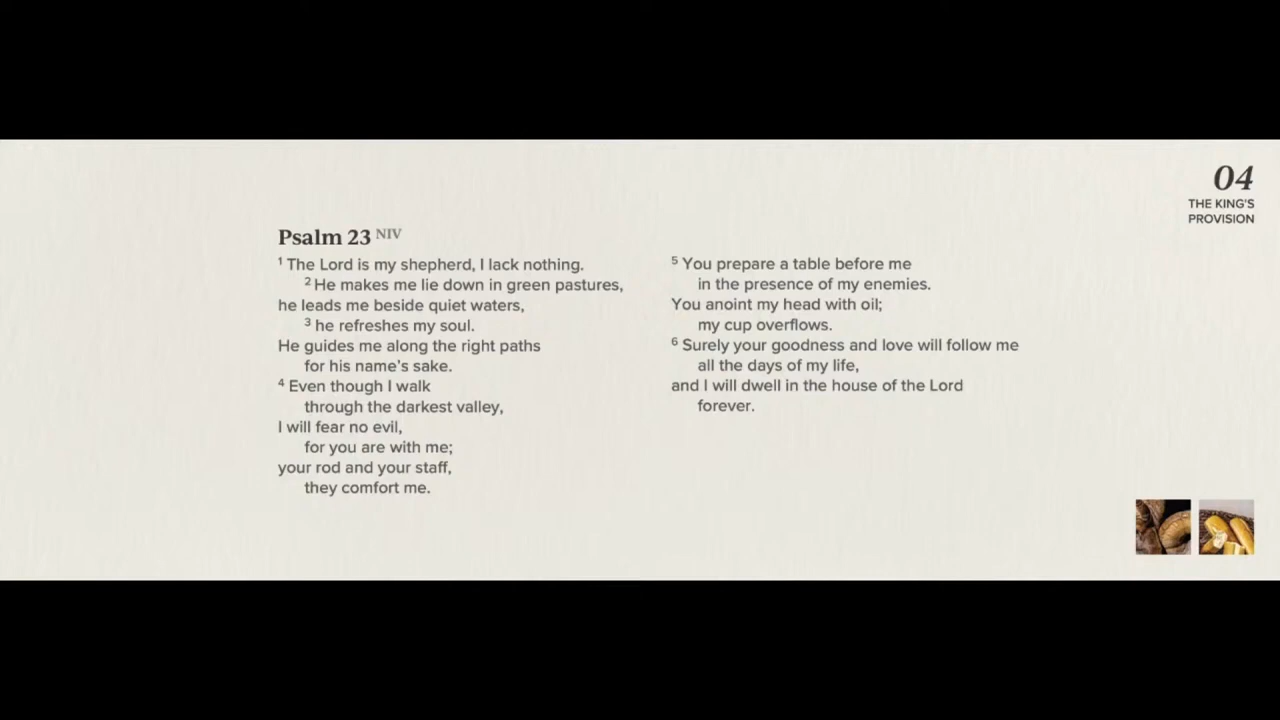 04
THE KING'S
PROVISION
Psalm 23 NIV
1 The Lord is my shepherd, I lack nothing.
2 He makes me lie down in green pastures,
he leads me beside quiet waters,
3 he refreshes my soul.
He guides me along the right paths
for his name's sake.
4 Even though I walk
through the darkest valley,
I will fear no evil,
for you are with me;
your rod and your staff,
they comfort me.
5 You prepare a table before me
in the presence of my enemies.
You anoint my head with oil;
my cup overflows.
6 Surely your goodness and love will follow me
all the days of my life,
and I will dwell in the house of the Lord
forever.